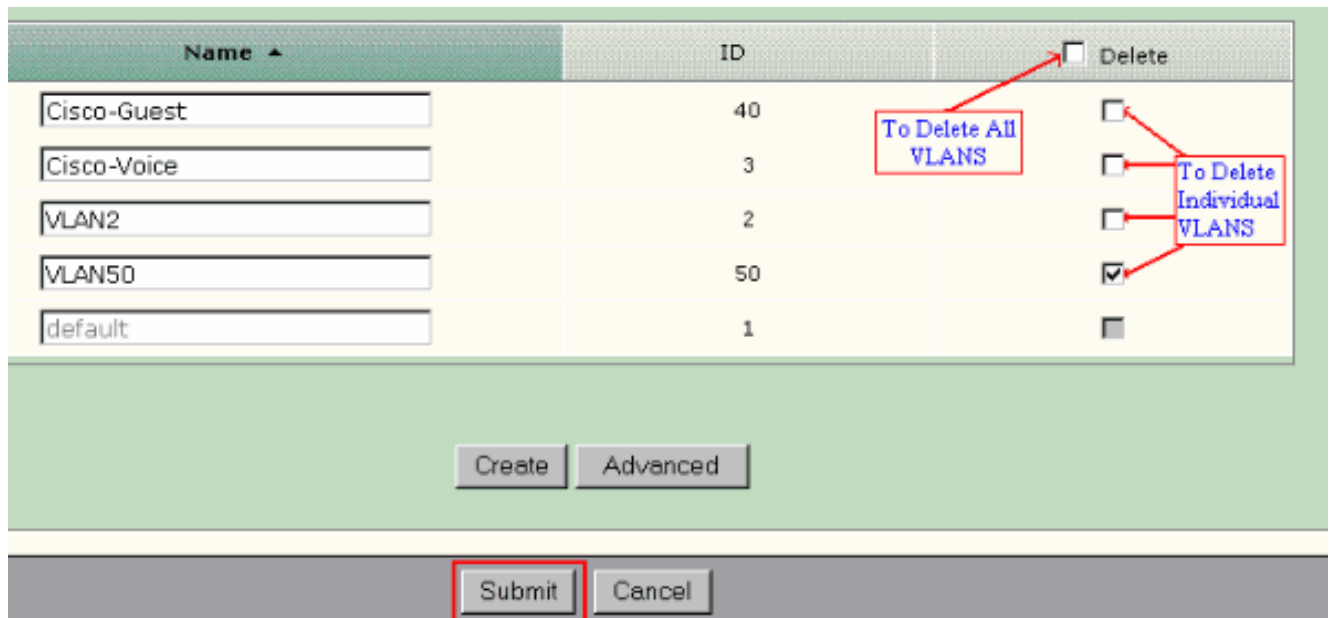 Name ID Delete
Cisco-Guest 40
To Delete All
VLANS
Cisco-Voice 3
To Delete
Individual
VLANS
VLAN2 2
VLAN50 50
default 1
Create Advanced
Submit Cancel